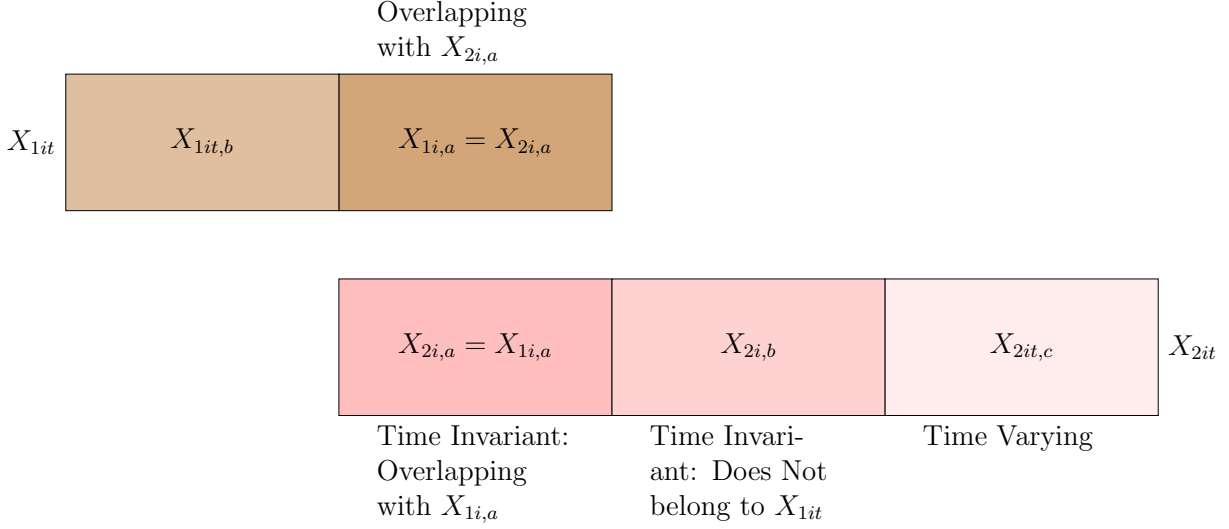 Overlapping
with X_{2i,a}
X_{1it}
X_{1it,b}
X_{1i,a} = X_{2i,a}
X_{2i,a} = X_{1i,a}
X_{2i,b}
X_{2it,c}
X_{2it}
Time Invariant:
Overlapping
with X_{1i,a}
Time Invari-
ant: Does Not
belong to X_{1it}
Time Varying